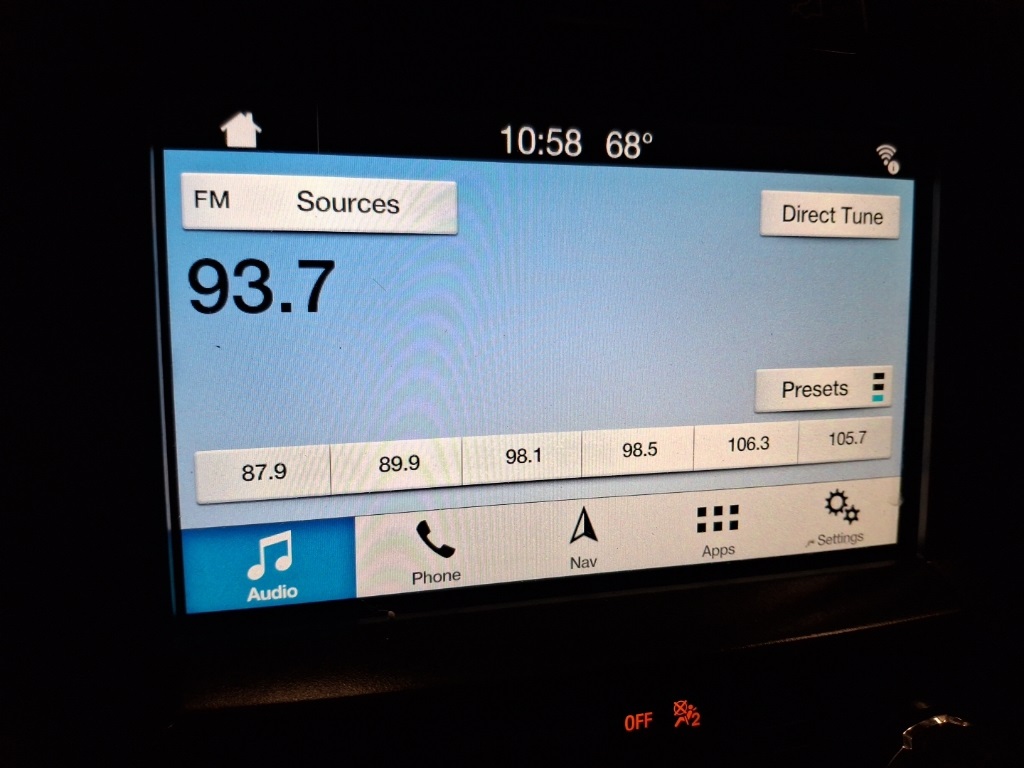 10:58 68°
FM Sources
Direct Tune
93.7
Presets
87.9 89.9 98.1 98.5 106.3 105.7
Audio Phone Nav Apps Settings
OFF 2